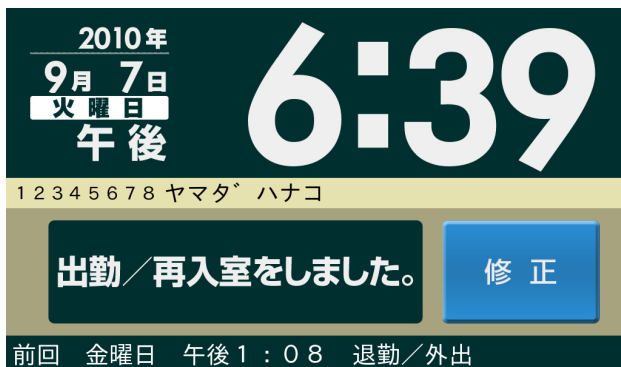 2010年
9月 7日
火曜日
午後
6:39
12345678 ヤマダ゛ ハナコ
出勤／再入室をしました。
修正
前回 金曜日 午後1：08 退勤／外出